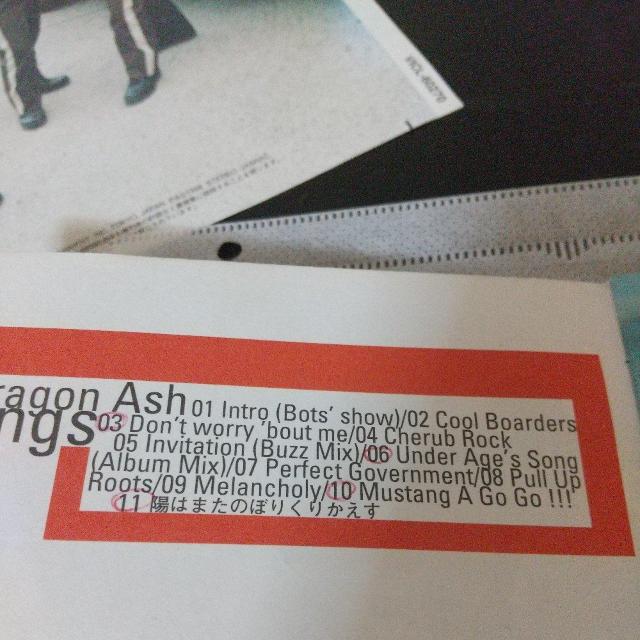 ragon Ash 01 Intro (Bots' show)/02 Cool Boarders
ngs 03 Don't worry 'bout me/04 Cherub Rock
05 Invitation (Buzz Mix)/06 Under Age's Song
(Album Mix)/07 Perfect Government/08 Pull Up
Roots/09 Melancholy/10 Mustang A Go Go !!!
11 陽はまたのぼりくりかえす